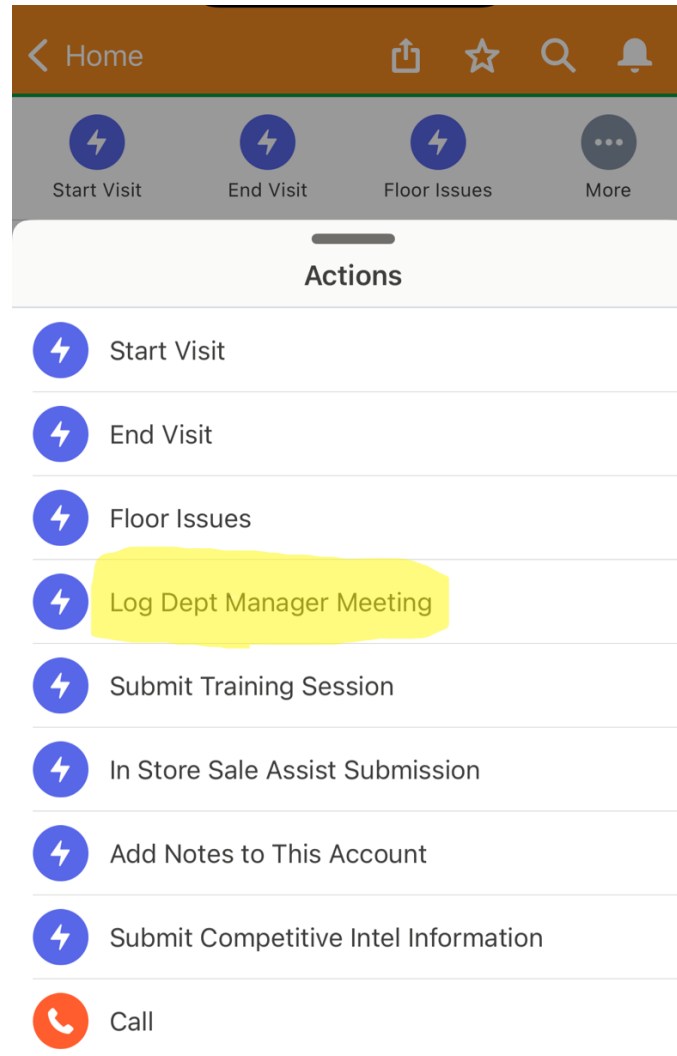 Home
Start Visit End Visit Floor Issues More
Actions
Start Visit
End Visit
Floor Issues
Log Dept Manager Meeting
Submit Training Session
In Store Sale Assist Submission
Add Notes to This Account
Submit Competitive Intel Information
Call